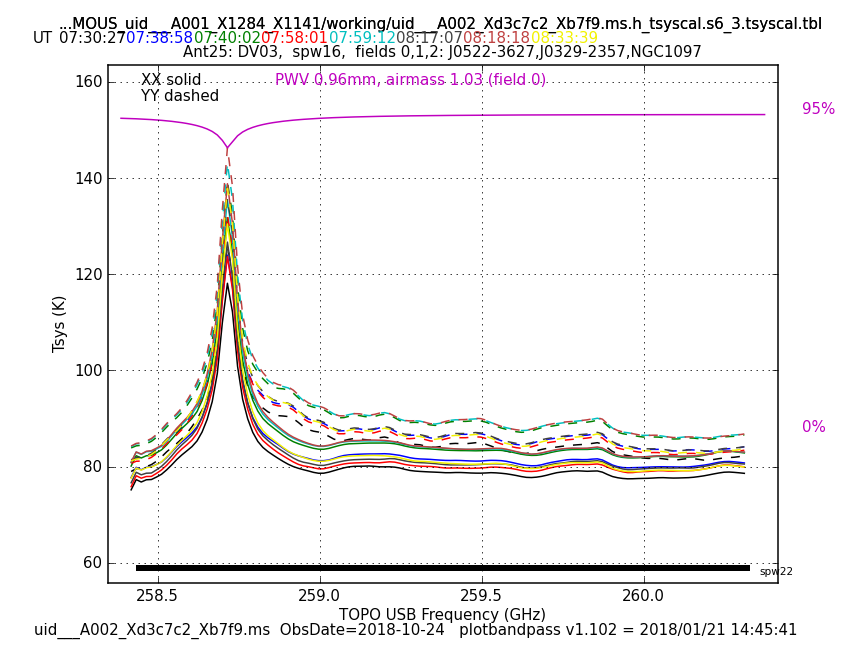 ...MOUS_uid___A001_X1284_X1141/working/uid___A002_Xd3c7c2_Xb7f9.ms.h_tsyscal.s6_3.tsyscal.tbl
UT 07:30:27 07:38:58 07:40:02 07:58:01 07:59:12 08:17:07 08:18:18 08:33:39
Ant25: DV03, spw16, fields 0,1,2: J0522-3627,J0329-2357,NGC1097
XX solid
PWV 0.96mm, airmass 1.03 (field 0)
YY dashed
95%
0%
160
140
120
100
80
60
Tsys (K)
spw22
258.5 259.0 259.5 260.0
TOPO USB Frequency (GHz)
uid___A002_Xd3c7c2_Xb7f9.ms ObsDate=2018-10-24 plotbandpass v1.102 = 2018/01/21 14:45:41